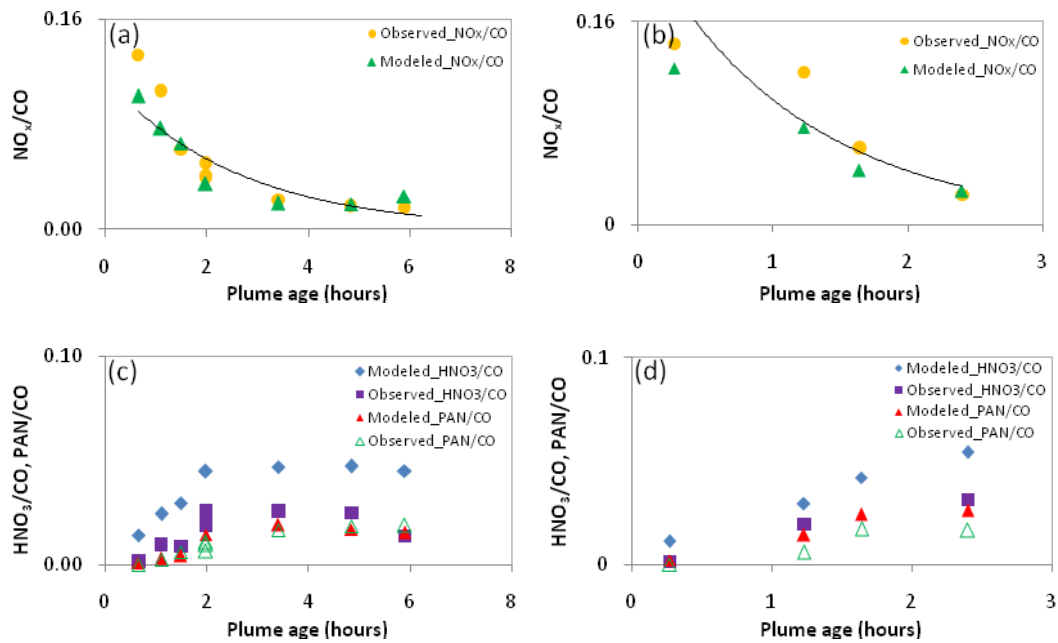 (a)
0.16
Observed_NOx/CO
Modeled_NOx/CO
NOx/CO
0.00
0 2 4 6 8
Plume age (hours)
(b)
0.16
Observed_NOx/CO
Modeled_NOx/CO
NOx/CO
0
0 1 2 3
Plume age (hours)
(c)
0.10
Modeled_HNO3/CO
Observed_HNO3/CO
Modeled_PAN/CO
Observed_PAN/CO
HNO3/CO, PAN/CO
0.00
0 2 4 6 8
Plume age (hours)
(d)
0.1
Modeled_HNO3/CO
Observed_HNO3/CO
Modeled_PAN/CO
Observed_PAN/CO
HNO3/CO, PAN/CO
0
0 1 2 3
Plume age (hours)